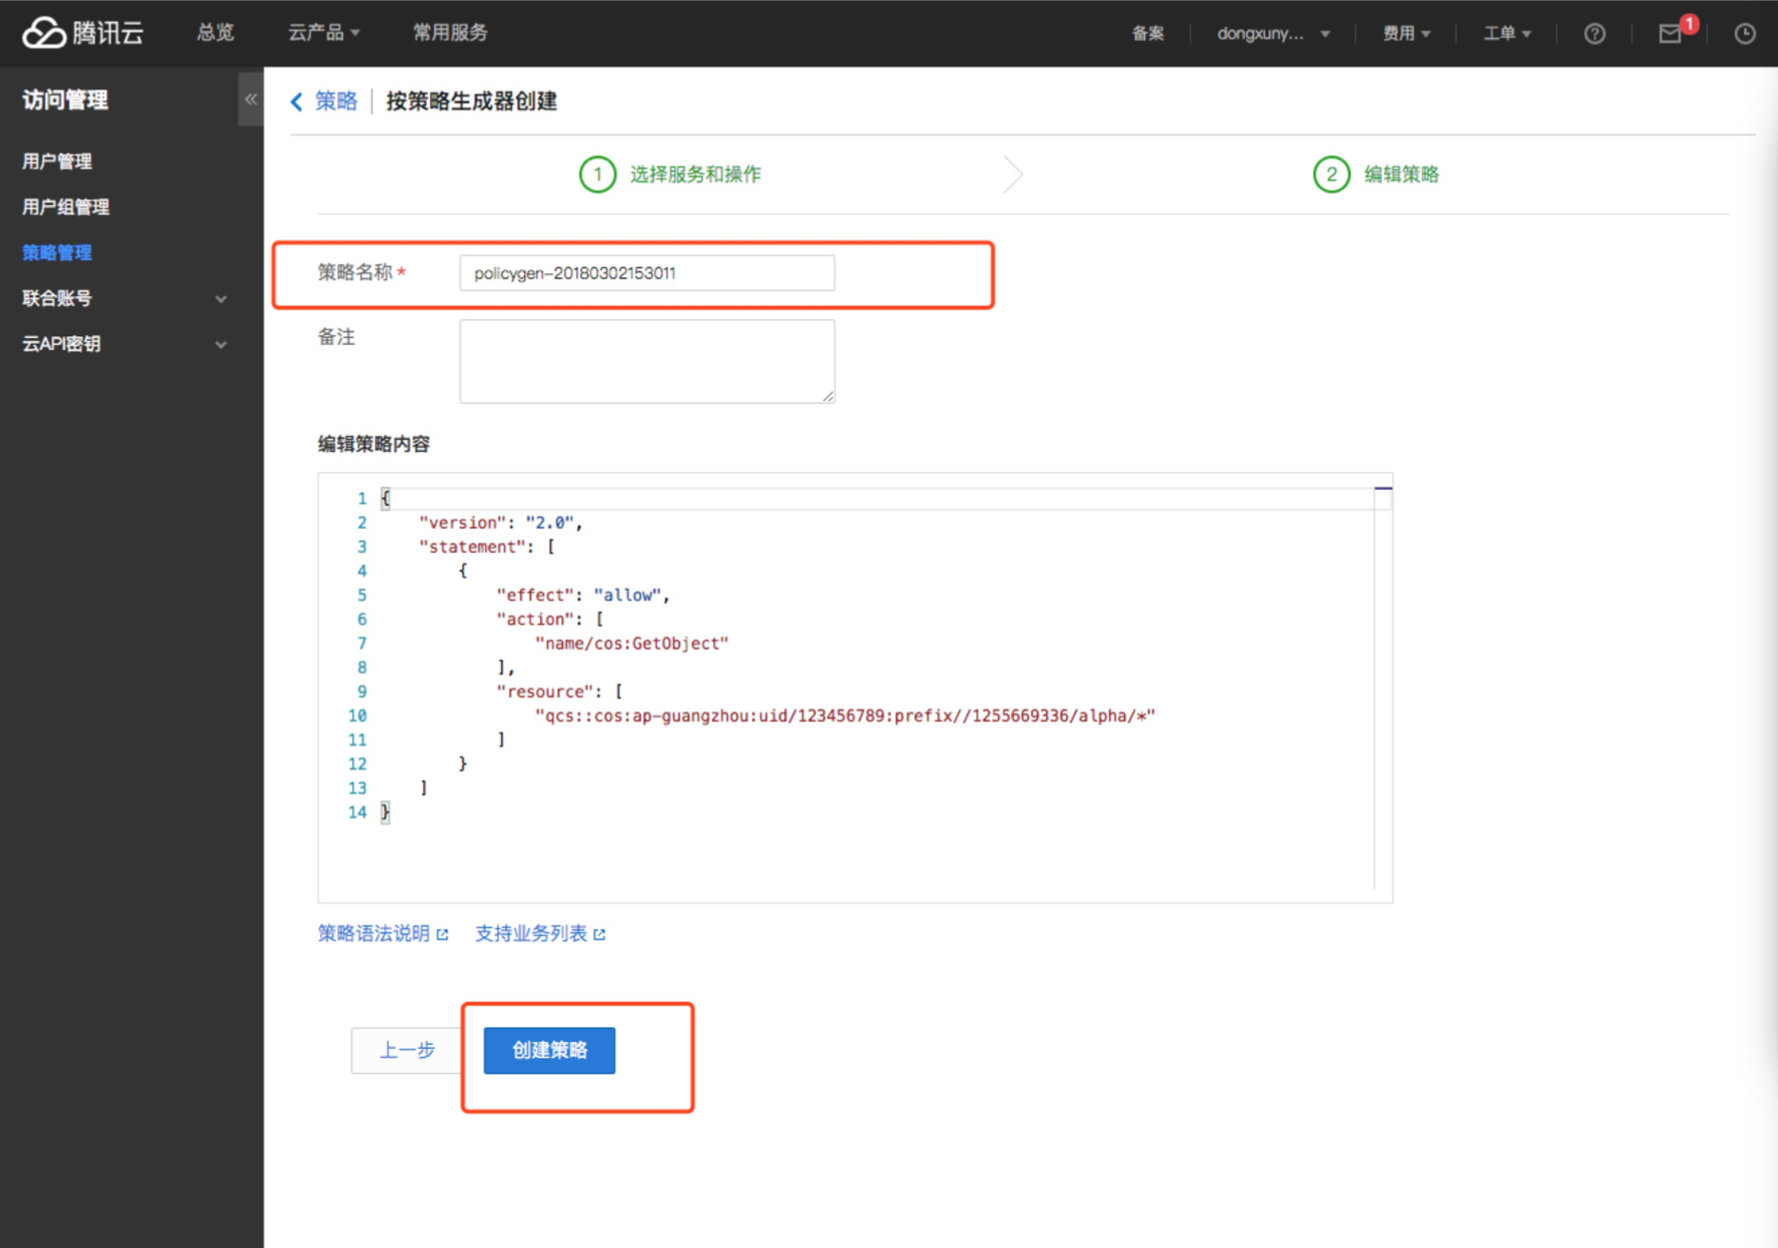 腾讯云 总览 云产品 常用服务 备案 dongxuny... 费用 工单 1
访问管理
用户管理
用户组管理
策略管理
联合账号
云API密钥
策略 按策略生成器创建
1 选择服务和操作 2 编辑策略
策略名称* policygen-20180302153011
备注
编辑策略内容
1 {
2 "version": "2.0",
3 "statement": [
4 {
5 "effect": "allow",
6 "action": [
7 "name/cos:GetObject"
8 ],
9 "resource": [
10 "qcs::cos:ap-guangzhou:uid/123456789:prefix//1255669336/alpha/*"
11 ]
12 }
13 ]
14 }
策略语法说明 支持业务列表
上一步 创建策略